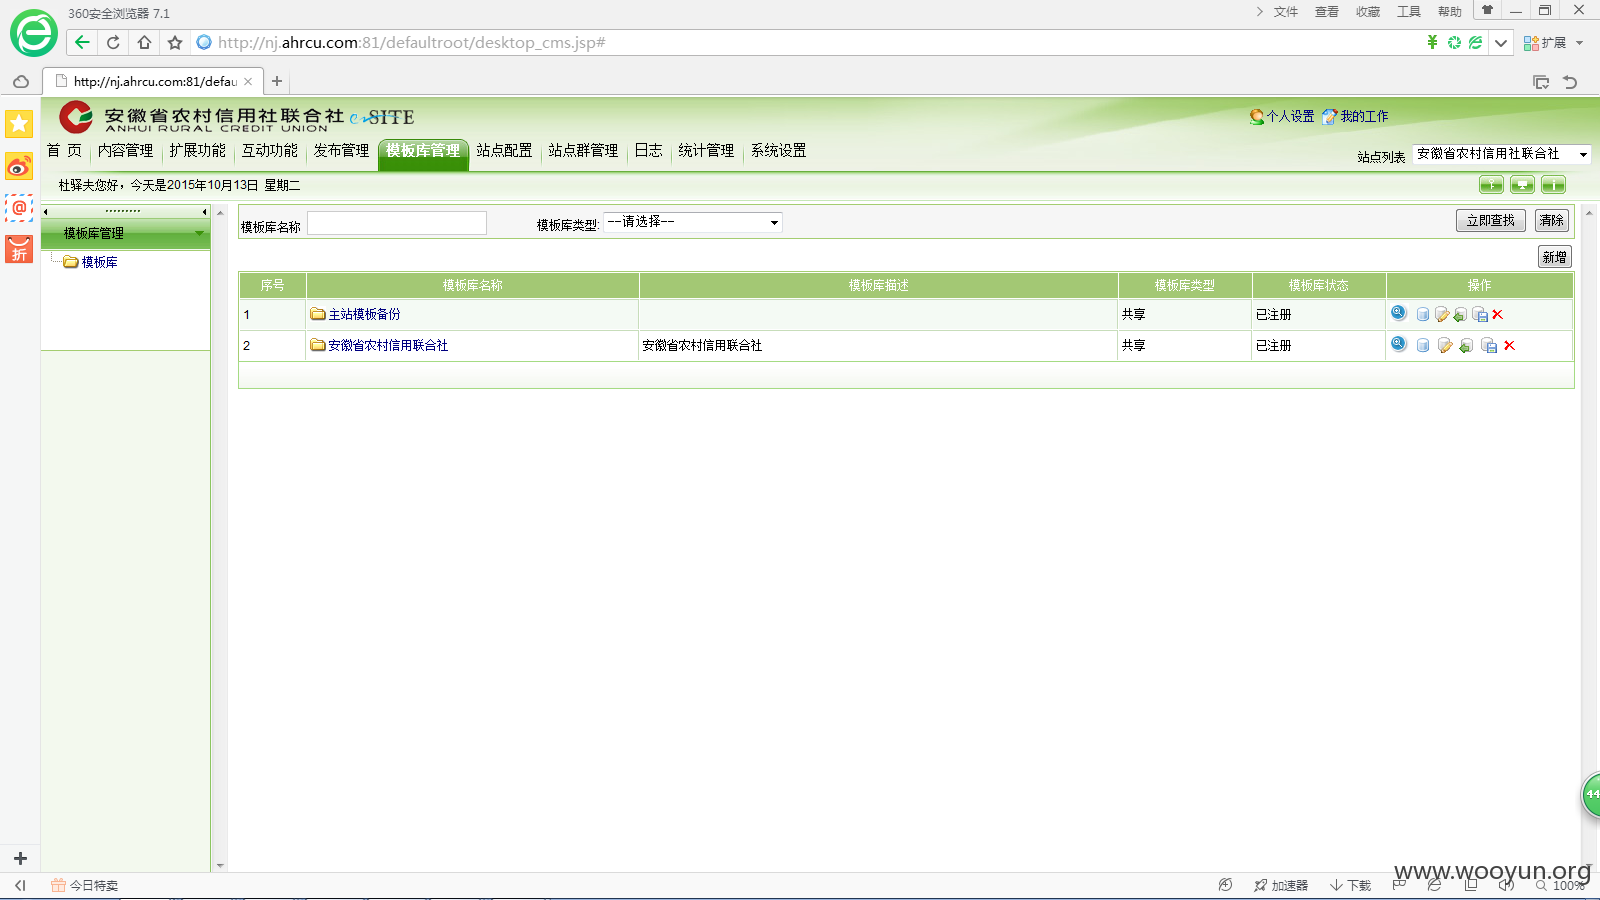 360安全浏览器 7.1
文件 查看 收藏 工具 帮助
http://nj.ahrcu.com:81/defaultroot/desktop_cms.jsp#
扩展
http://nj.ahrcu.com:81/defau
安徽省农村信用社联合社 e-SITE
ANHUI RURAL CREDIT UNION
个人设置 我的工作
首 页 内容管理 扩展功能 互动功能 发布管理 模板库管理 站点配置 站点群管理 日志 统计管理 系统设置
站点列表 安徽省农村信用社联合社
杜驿夫您好，今天是2015年10月13日 星期二
模板库管理
模板库
模板库名称 模板库类型: --请选择-- 立即查找 清除
新增
序号 模板库名称 模板库描述 模板库类型 模板库状态 操作
1 主站模板备份 共享 已注册
2 安徽省农村信用社联合社 安徽省农村信用社联合社 共享 已注册
44
www.wooyun.org
今日特卖 加速器 下载 100%